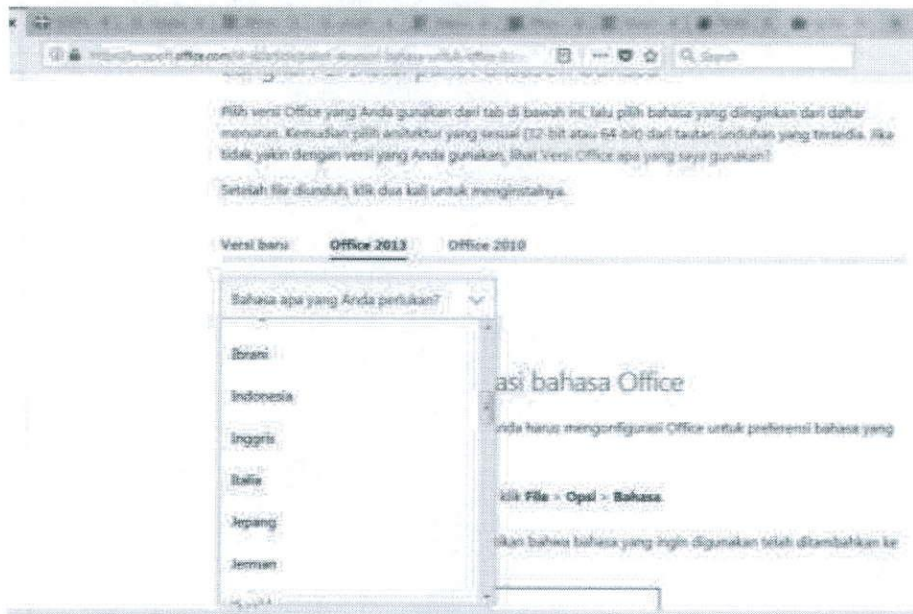 Search
Pilih versi Office yang Anda gunakan dari tab di bawah ini, lalu pilih bahasa yang diinginkan dari daftar
menurun. Kemudian pilih arsitektur yang sesuai (32-bit atau 64-bit) dari tautan unduhan yang tersedia. Jika
tidak yakin dengan versi yang Anda gunakan, lihat Versi Office apa yang saya gunakan?
Setelah file diunduh, klik dua kali untuk menginstalnya.
Versi baru Office 2013 Office 2010
Bahasa apa yang Anda perlukan?
Ibrani
Indonesia
asi bahasa Office
Inggris
nda harus mengonfigurasi Office untuk preferensi bahasa yang
Italia
klik File > Opsi > Bahasa.
Jepang
ikan bahwa bahasa yang ingin digunakan telah ditambahkan ke
Jerman